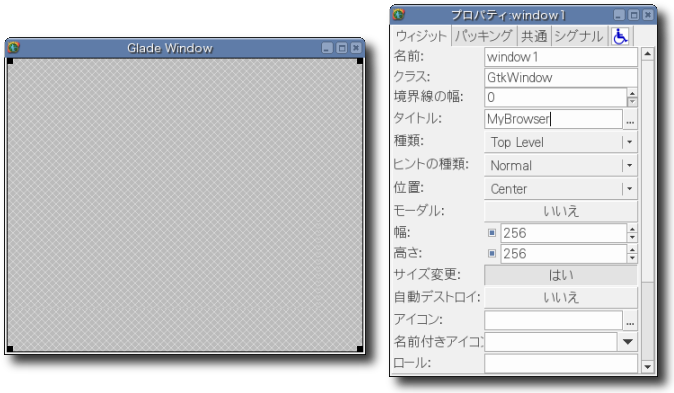 Glade Window
プロパティ:window1
ウィジット パッキング 共通 シグナル
名前: window1
クラス: GtkWindow
境界線の幅: 0
タイトル: MyBrowser ...
種類: Top Level
ヒントの種類: Normal
位置: Center
モーダル: いいえ
幅: 256
高さ: 256
サイズ変更: はい
自動デストロイ: いいえ
アイコン: ...
名前付きアイコ
ロール: